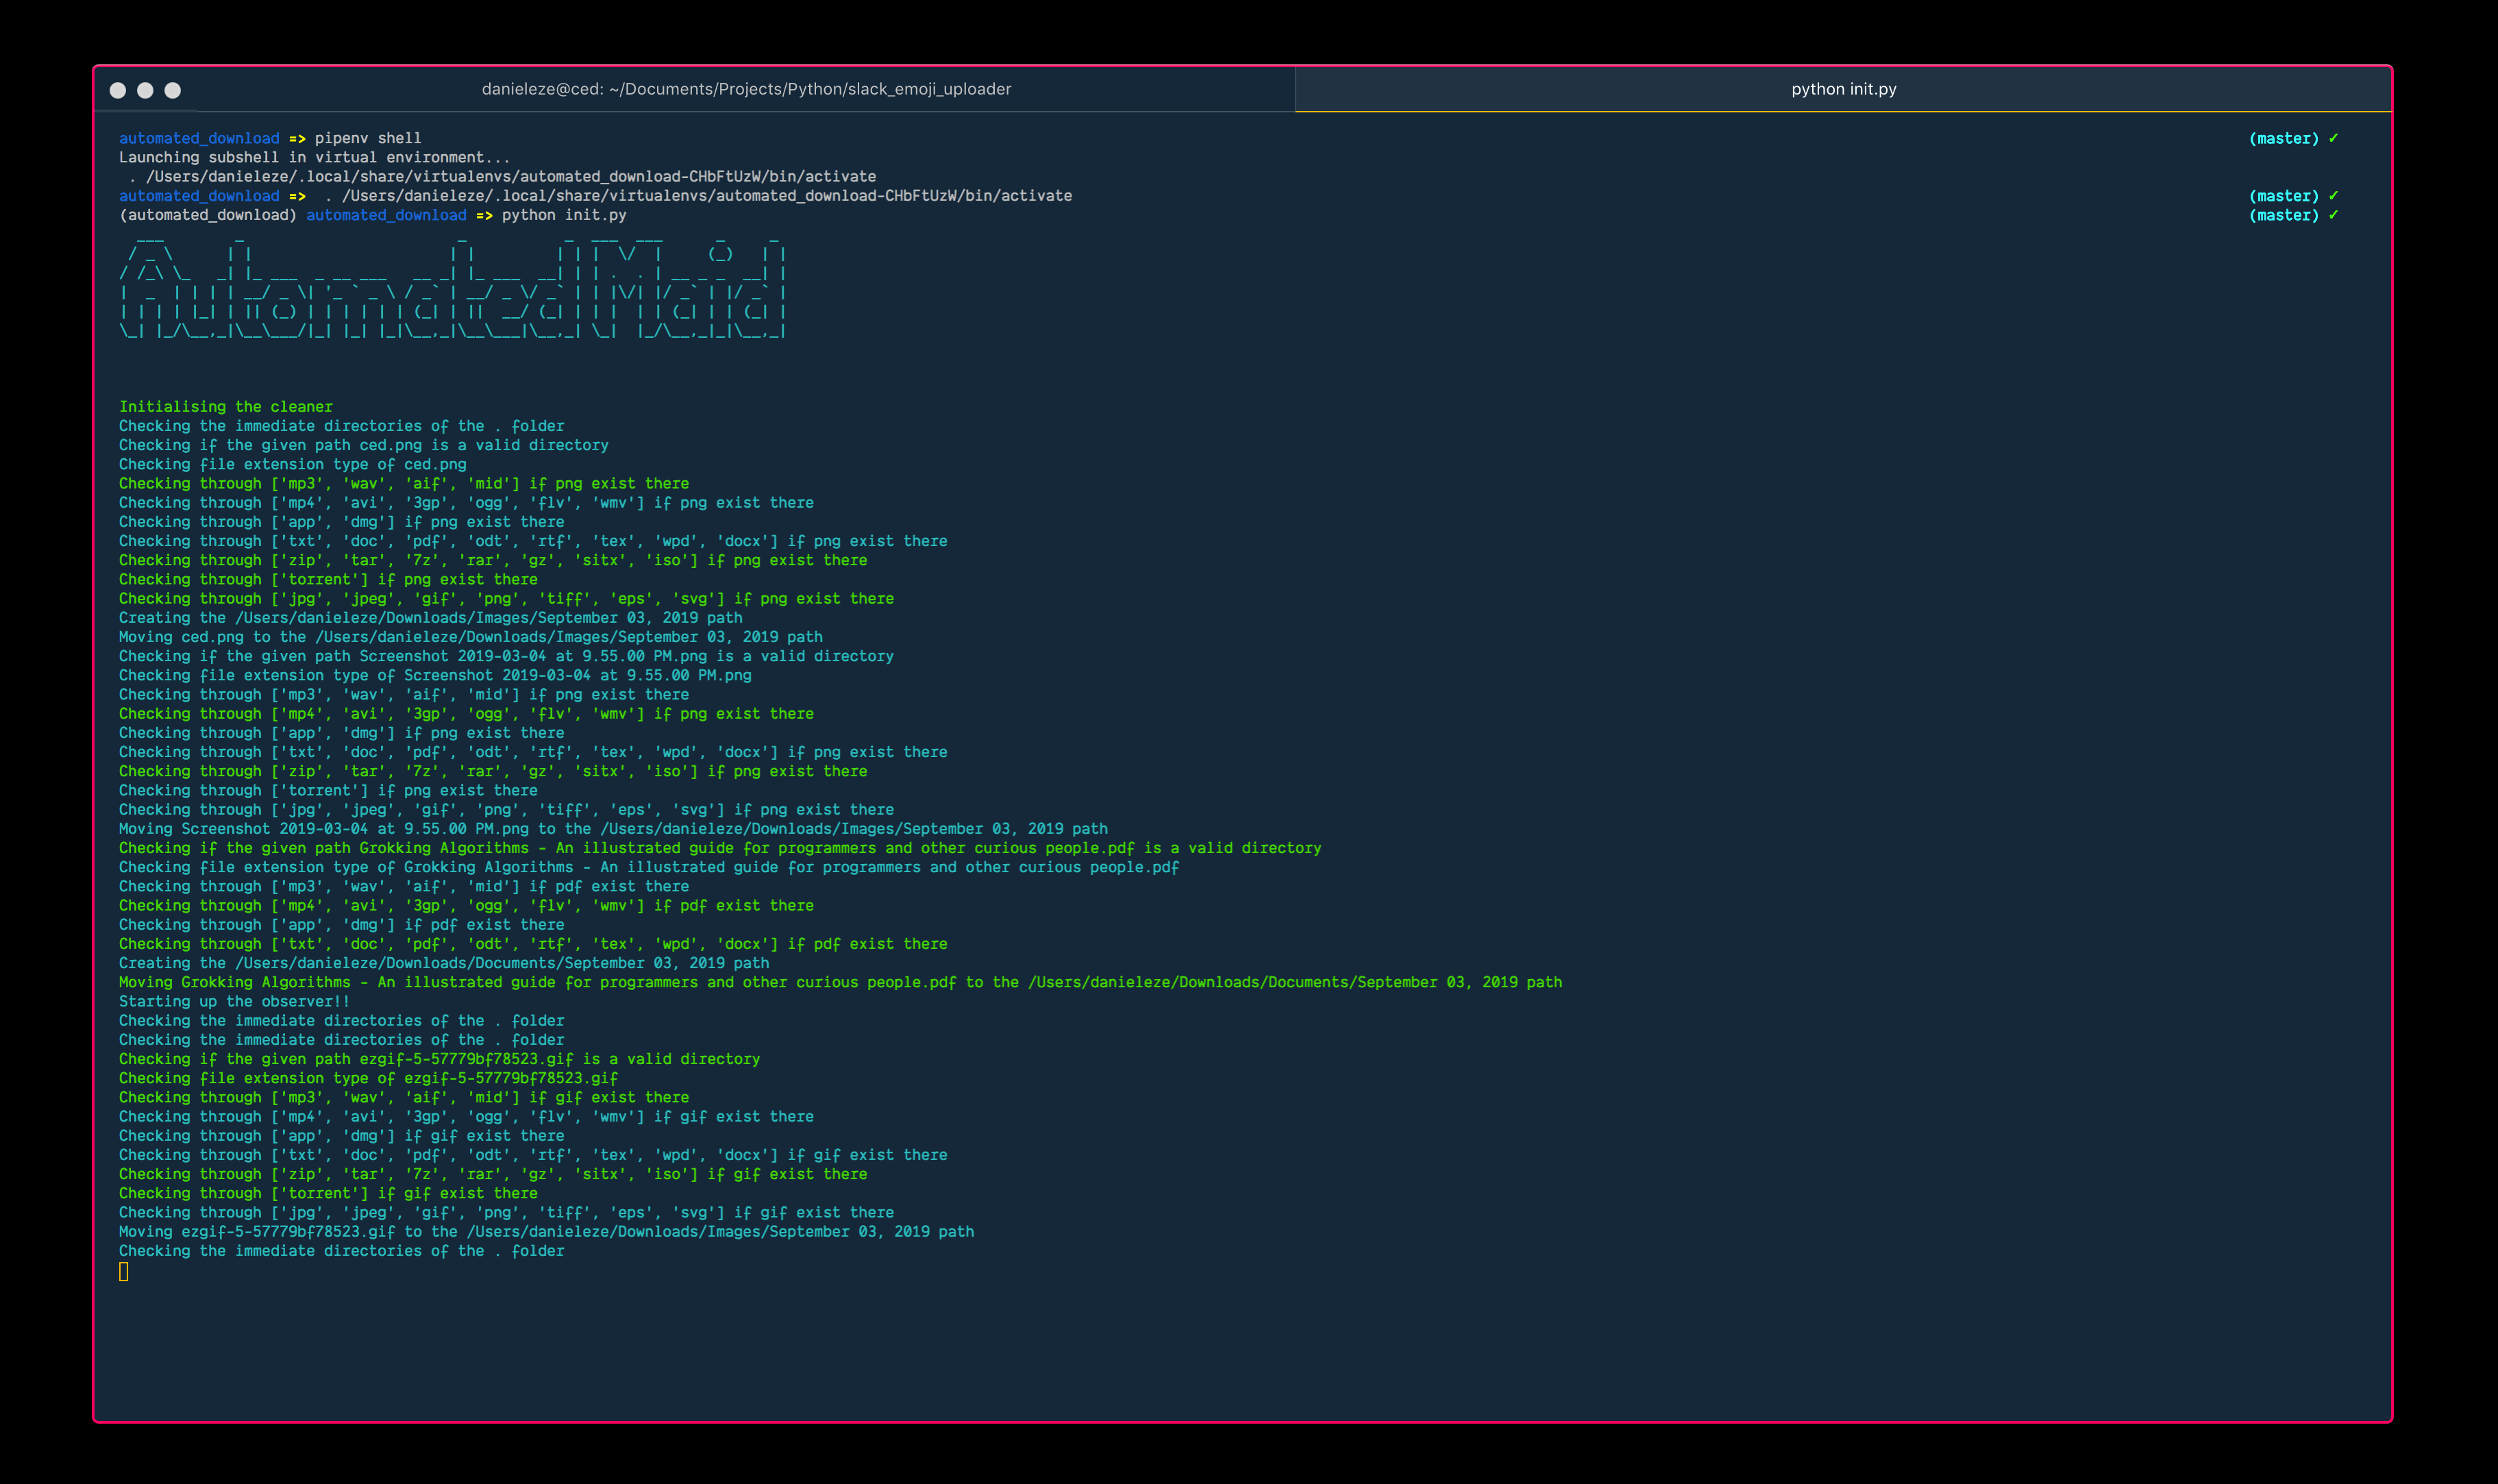 danieleze@ced: ~/Documents/Projects/Python/slack_emoji_uploader
python init.py
automated_download => pipenv shell (master) ✓
Launching subshell in virtual environment...
 . /Users/danieleze/.local/share/virtualenvs/automated_download-CHbFtUzW/bin/activate
automated_download =>  . /Users/danieleze/.local/share/virtualenvs/automated_download-CHbFtUzW/bin/activate (master) ✓
(automated_download) automated_download => python init.py (master) ✓
AutomatedMaid
Initialising the cleaner
Checking the immediate directories of the . folder
Checking if the given path ced.png is a valid directory
Checking file extension type of ced.png
Checking through ['mp3', 'wav', 'aif', 'mid'] if png exist there
Checking through ['mp4', 'avi', '3gp', 'ogg', 'flv', 'wmv'] if png exist there
Checking through ['app', 'dmg'] if png exist there
Checking through ['txt', 'doc', 'pdf', 'odt', 'rtf', 'tex', 'wpd', 'docx'] if png exist there
Checking through ['zip', 'tar', '7z', 'rar', 'gz', 'sitx', 'iso'] if png exist there
Checking through ['torrent'] if png exist there
Checking through ['jpg', 'jpeg', 'gif', 'png', 'tiff', 'eps', 'svg'] if png exist there
Creating the /Users/danieleze/Downloads/Images/September 03, 2019 path
Moving ced.png to the /Users/danieleze/Downloads/Images/September 03, 2019 path
Checking if the given path Screenshot 2019-03-04 at 9.55.00 PM.png is a valid directory
Checking file extension type of Screenshot 2019-03-04 at 9.55.00 PM.png
Checking through ['mp3', 'wav', 'aif', 'mid'] if png exist there
Checking through ['mp4', 'avi', '3gp', 'ogg', 'flv', 'wmv'] if png exist there
Checking through ['app', 'dmg'] if png exist there
Checking through ['txt', 'doc', 'pdf', 'odt', 'rtf', 'tex', 'wpd', 'docx'] if png exist there
Checking through ['zip', 'tar', '7z', 'rar', 'gz', 'sitx', 'iso'] if png exist there
Checking through ['torrent'] if png exist there
Checking through ['jpg', 'jpeg', 'gif', 'png', 'tiff', 'eps', 'svg'] if png exist there
Moving Screenshot 2019-03-04 at 9.55.00 PM.png to the /Users/danieleze/Downloads/Images/September 03, 2019 path
Checking if the given path Grokking Algorithms - An illustrated guide for programmers and other curious people.pdf is a valid directory
Checking file extension type of Grokking Algorithms - An illustrated guide for programmers and other curious people.pdf
Checking through ['mp3', 'wav', 'aif', 'mid'] if pdf exist there
Checking through ['mp4', 'avi', '3gp', 'ogg', 'flv', 'wmv'] if pdf exist there
Checking through ['app', 'dmg'] if pdf exist there
Checking through ['txt', 'doc', 'pdf', 'odt', 'rtf', 'tex', 'wpd', 'docx'] if pdf exist there
Creating the /Users/danieleze/Downloads/Documents/September 03, 2019 path
Moving Grokking Algorithms - An illustrated guide for programmers and other curious people.pdf to the /Users/danieleze/Downloads/Documents/September 03, 2019 path
Starting up the observer!!
Checking the immediate directories of the . folder
Checking the immediate directories of the . folder
Checking if the given path ezgif-5-57779bf78523.gif is a valid directory
Checking file extension type of ezgif-5-57779bf78523.gif
Checking through ['mp3', 'wav', 'aif', 'mid'] if gif exist there
Checking through ['mp4', 'avi', '3gp', 'ogg', 'flv', 'wmv'] if gif exist there
Checking through ['app', 'dmg'] if gif exist there
Checking through ['txt', 'doc', 'pdf', 'odt', 'rtf', 'tex', 'wpd', 'docx'] if gif exist there
Checking through ['zip', 'tar', '7z', 'rar', 'gz', 'sitx', 'iso'] if gif exist there
Checking through ['torrent'] if gif exist there
Checking through ['jpg', 'jpeg', 'gif', 'png', 'tiff', 'eps', 'svg'] if gif exist there
Moving ezgif-5-57779bf78523.gif to the /Users/danieleze/Downloads/Images/September 03, 2019 path
Checking the immediate directories of the . folder